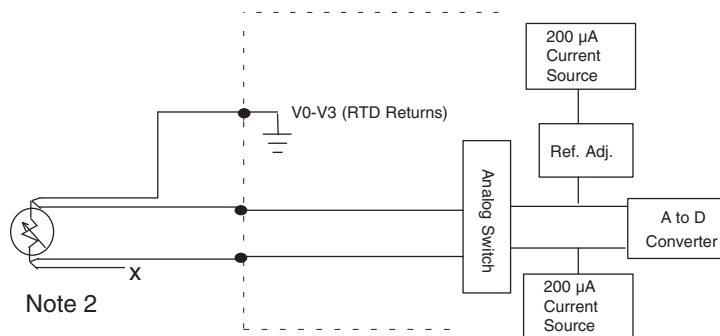 200 µA
Current
Source
V0-V3 (RTD Returns)
Ref. Adj.
Analog Switch
A to D
Converter
x
Note 2
200 µA
Current
Source